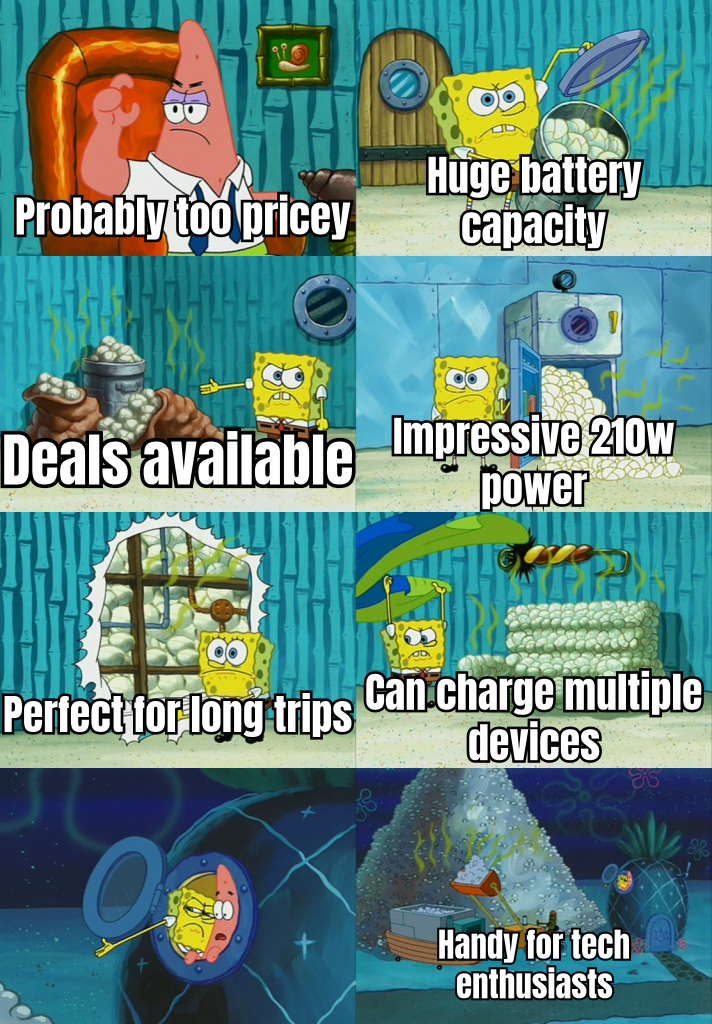 Probably too pricey
Huge battery
capacity
Deals available
Impressive 210w
power
Perfect for long trips
Can charge multiple
devices
Handy for tech
enthusiasts